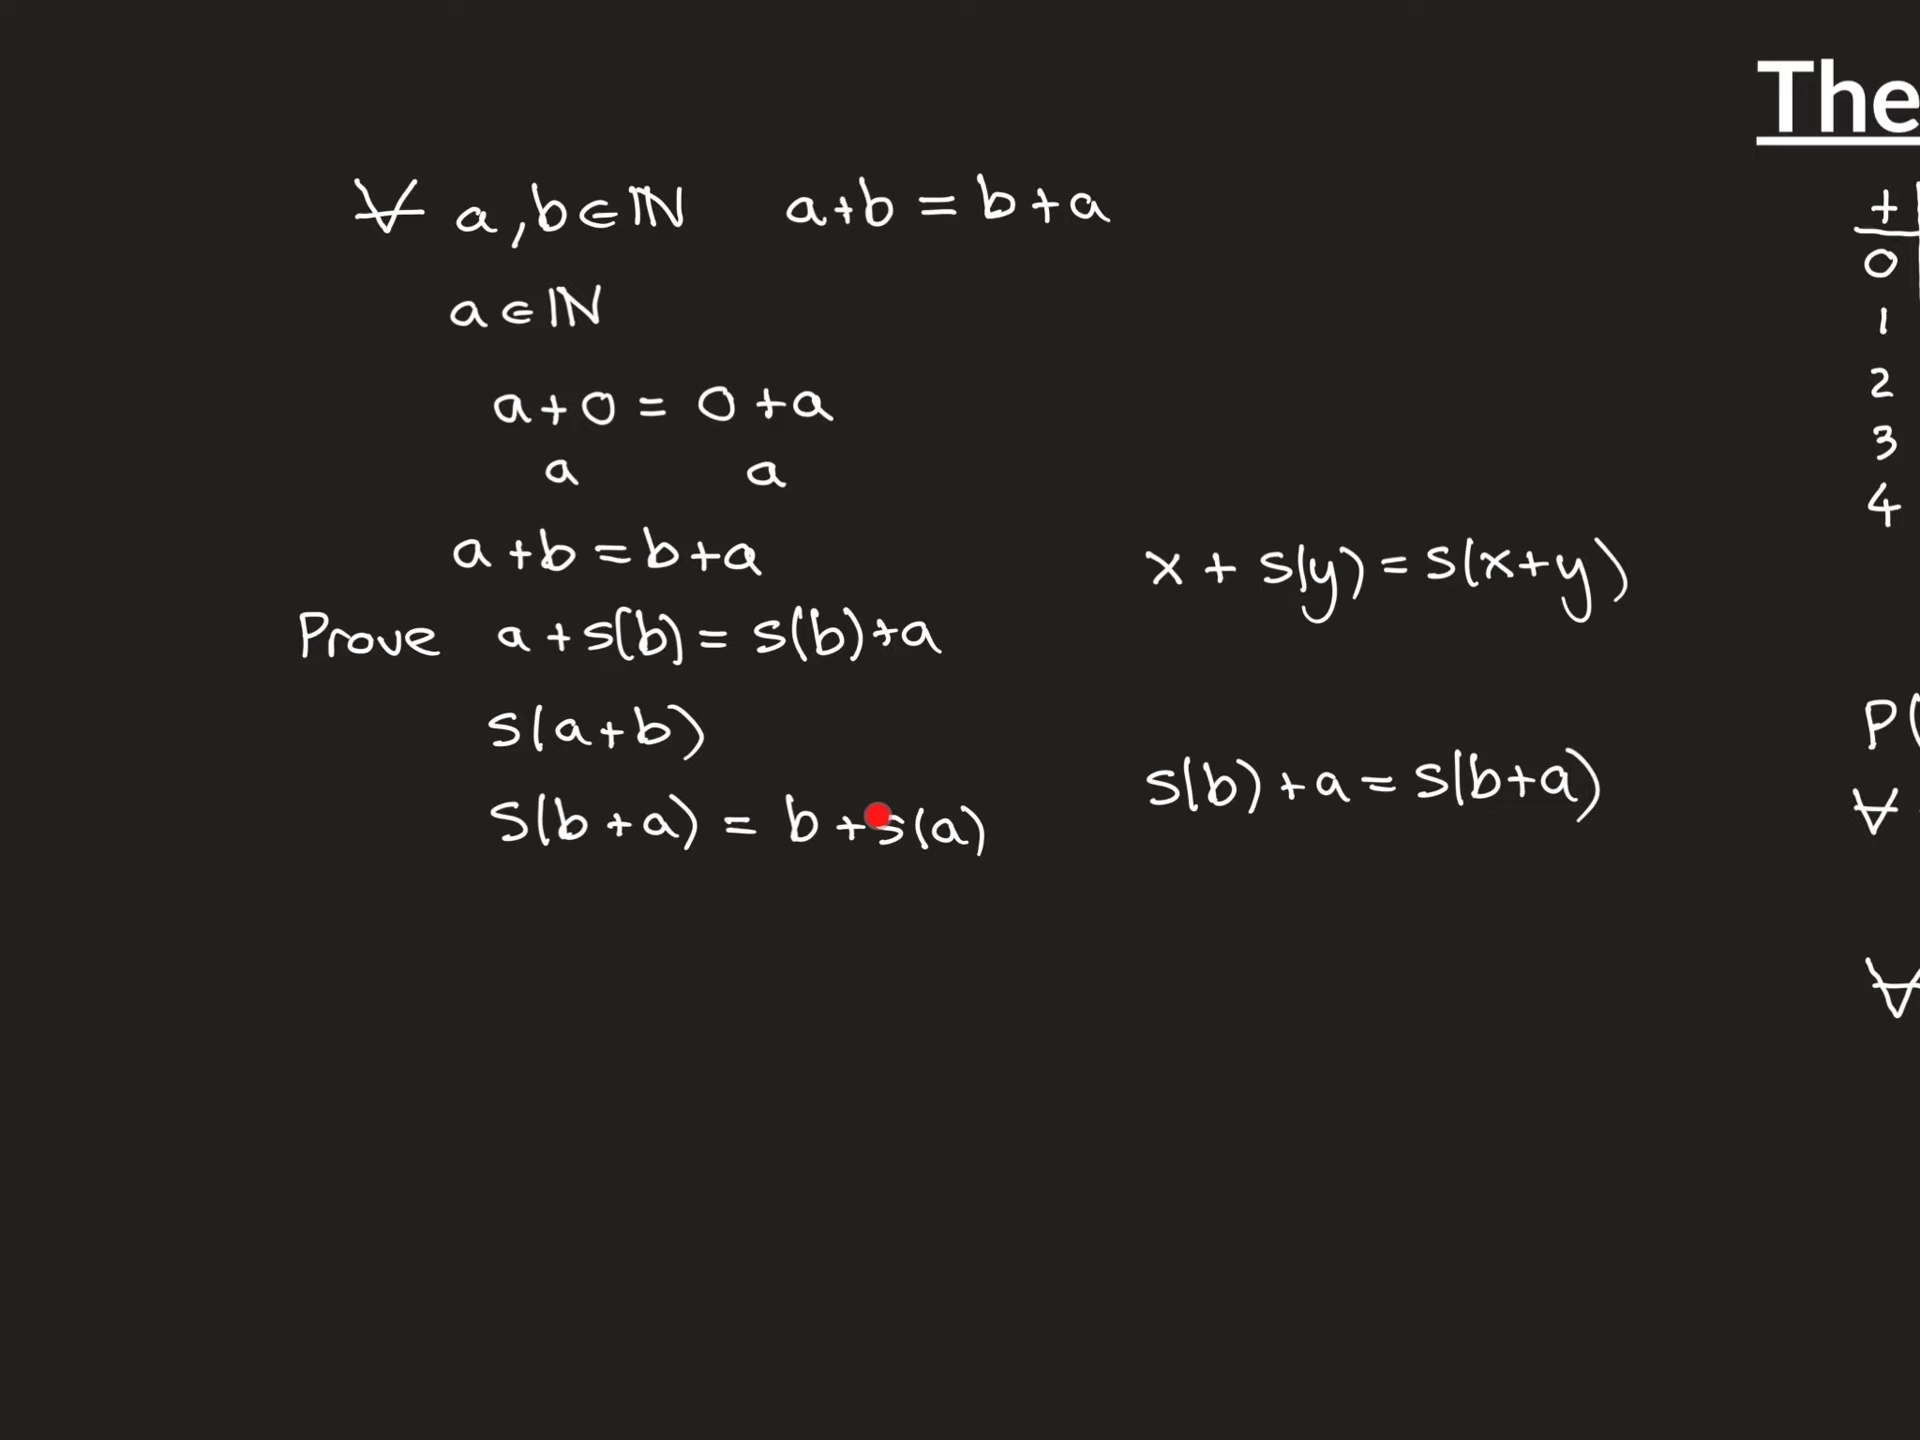 The
∀ a,b∈ℕ a+b = b+a
a∈ℕ
a+0 = 0+a
a a
a+b = b+a
Prove a+s(b) = s(b)+a
s(a+b)
s(b+a) = b+s(a)
x + s(y) = s(x+y)
s(b)+a = s(b+a)
+
0
1
2
3
4
P(
∀
∀